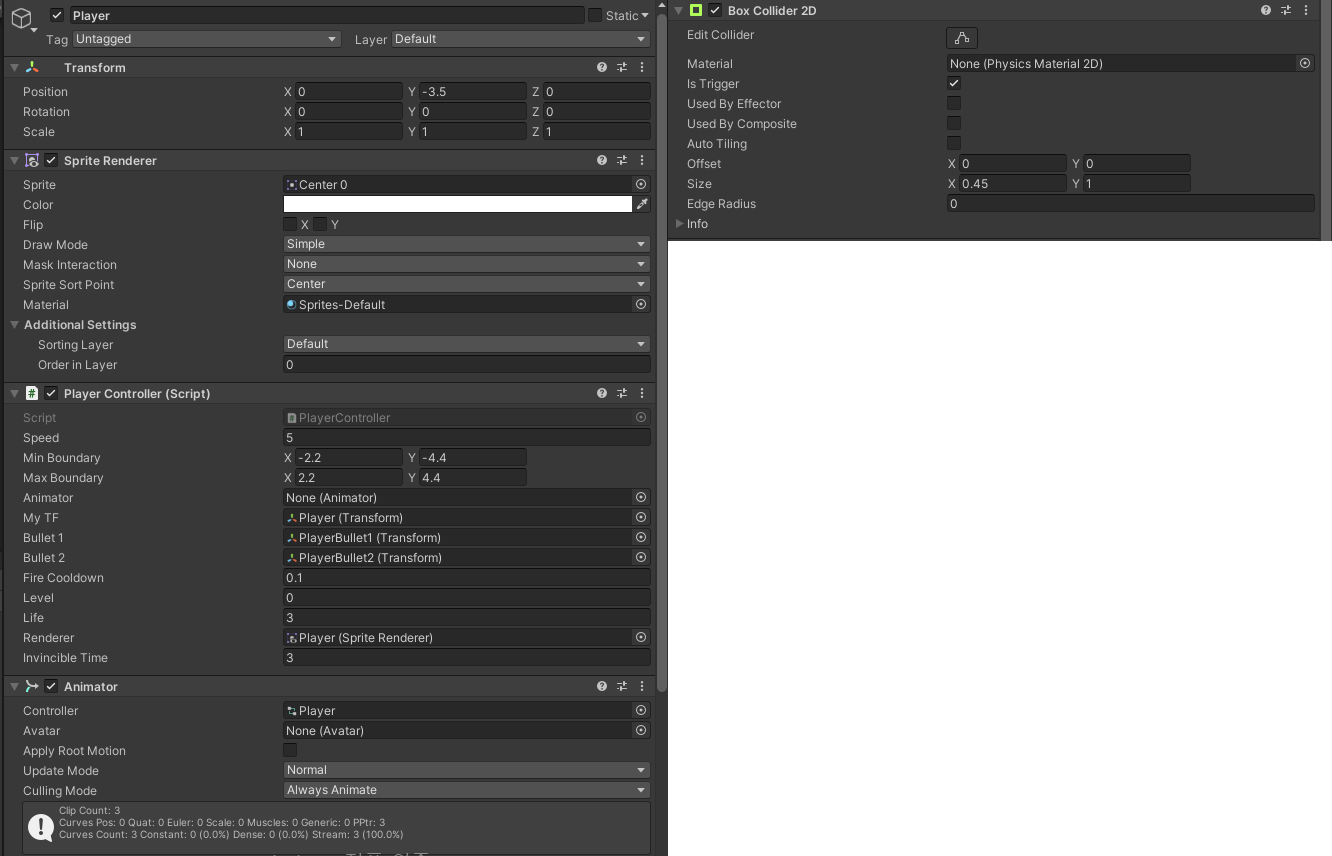 Player
Static
Tag Untagged Layer Default
Transform
Position X 0 Y -3.5 Z 0
Rotation X 0 Y 0 Z 0
Scale X 1 Y 1 Z 1
Sprite Renderer
Sprite Center 0
Color
Flip X Y
Draw Mode Simple
Mask Interaction None
Sprite Sort Point Center
Material Sprites-Default
Additional Settings
Sorting Layer Default
Order in Layer 0
# Player Controller (Script)
Script PlayerController
Speed 5
Min Boundary X -2.2 Y -4.4
Max Boundary X 2.2 Y 4.4
Animator None (Animator)
My TF Player (Transform)
Bullet 1 PlayerBullet1 (Transform)
Bullet 2 PlayerBullet2 (Transform)
Fire Cooldown 0.1
Level 0
Life 3
Renderer Player (Sprite Renderer)
Invincible Time 3
Animator
Controller Player
Avatar None (Avatar)
Apply Root Motion
Update Mode Normal
Culling Mode Always Animate
Clip Count: 3
Curves Pos: 0 Quat: 0 Euler: 0 Scale: 0 Muscles: 0 Generic: 0 PPtr: 3
Curves Count: 3 Constant: 0 (0.0%) Dense: 0 (0.0%) Stream: 3 (100.0%)
Box Collider 2D
Edit Collider
Material None (Physics Material 2D)
Is Trigger
Used By Effector
Used By Composite
Auto Tiling
Offset X 0 Y 0
Size X 0.45 Y 1
Edge Radius 0
Info